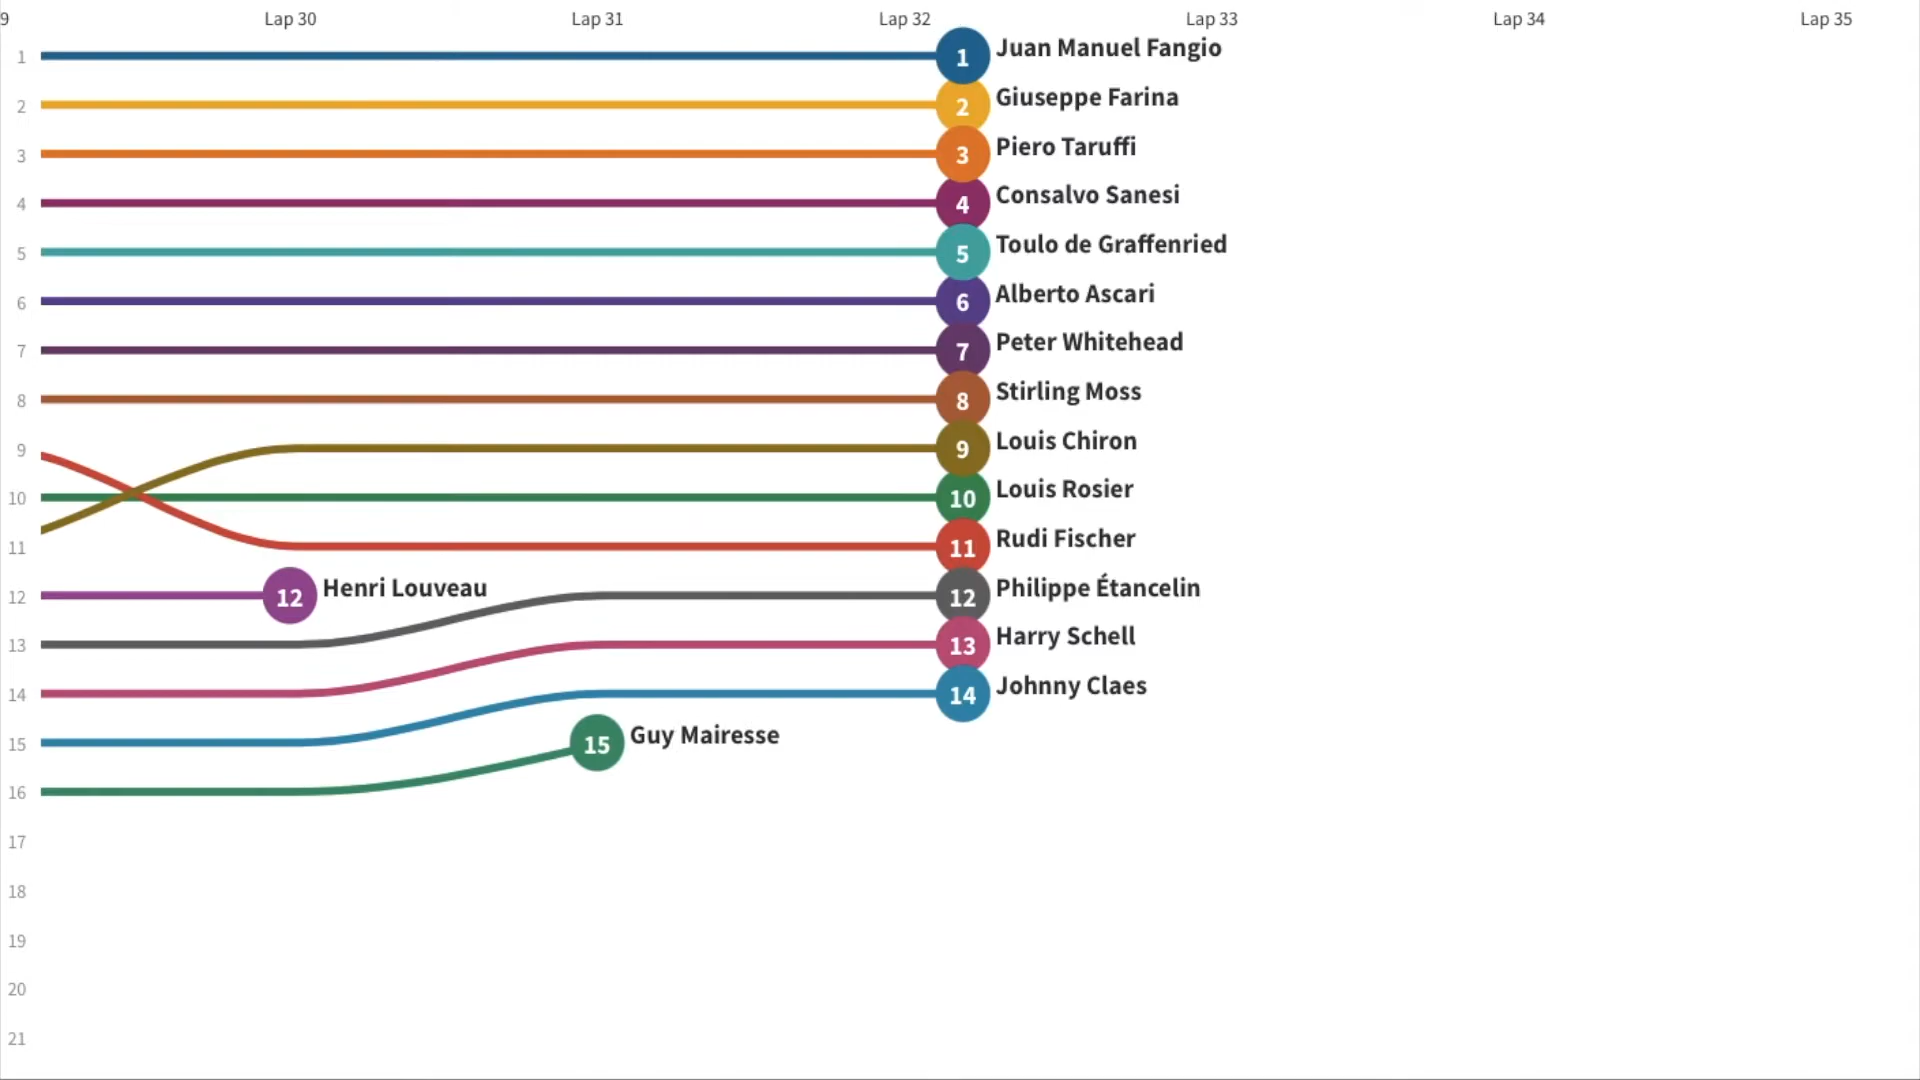 9 Lap 30 Lap 31 Lap 32 Lap 33 Lap 34 Lap 35
1 1 Juan Manuel Fangio
2 2 Giuseppe Farina
3 3 Piero Taruffi
4 4 Consalvo Sanesi
5 5 Toulo de Graffenried
6 6 Alberto Ascari
7 7 Peter Whitehead
8 8 Stirling Moss
9 9 Louis Chiron
10 10 Louis Rosier
11 11 Rudi Fischer
12 12 Henri Louveau 12 Philippe Étancelin
13 13 Harry Schell
14 14 Johnny Claes
15 15 Guy Mairesse
16
17
18
19
20
21